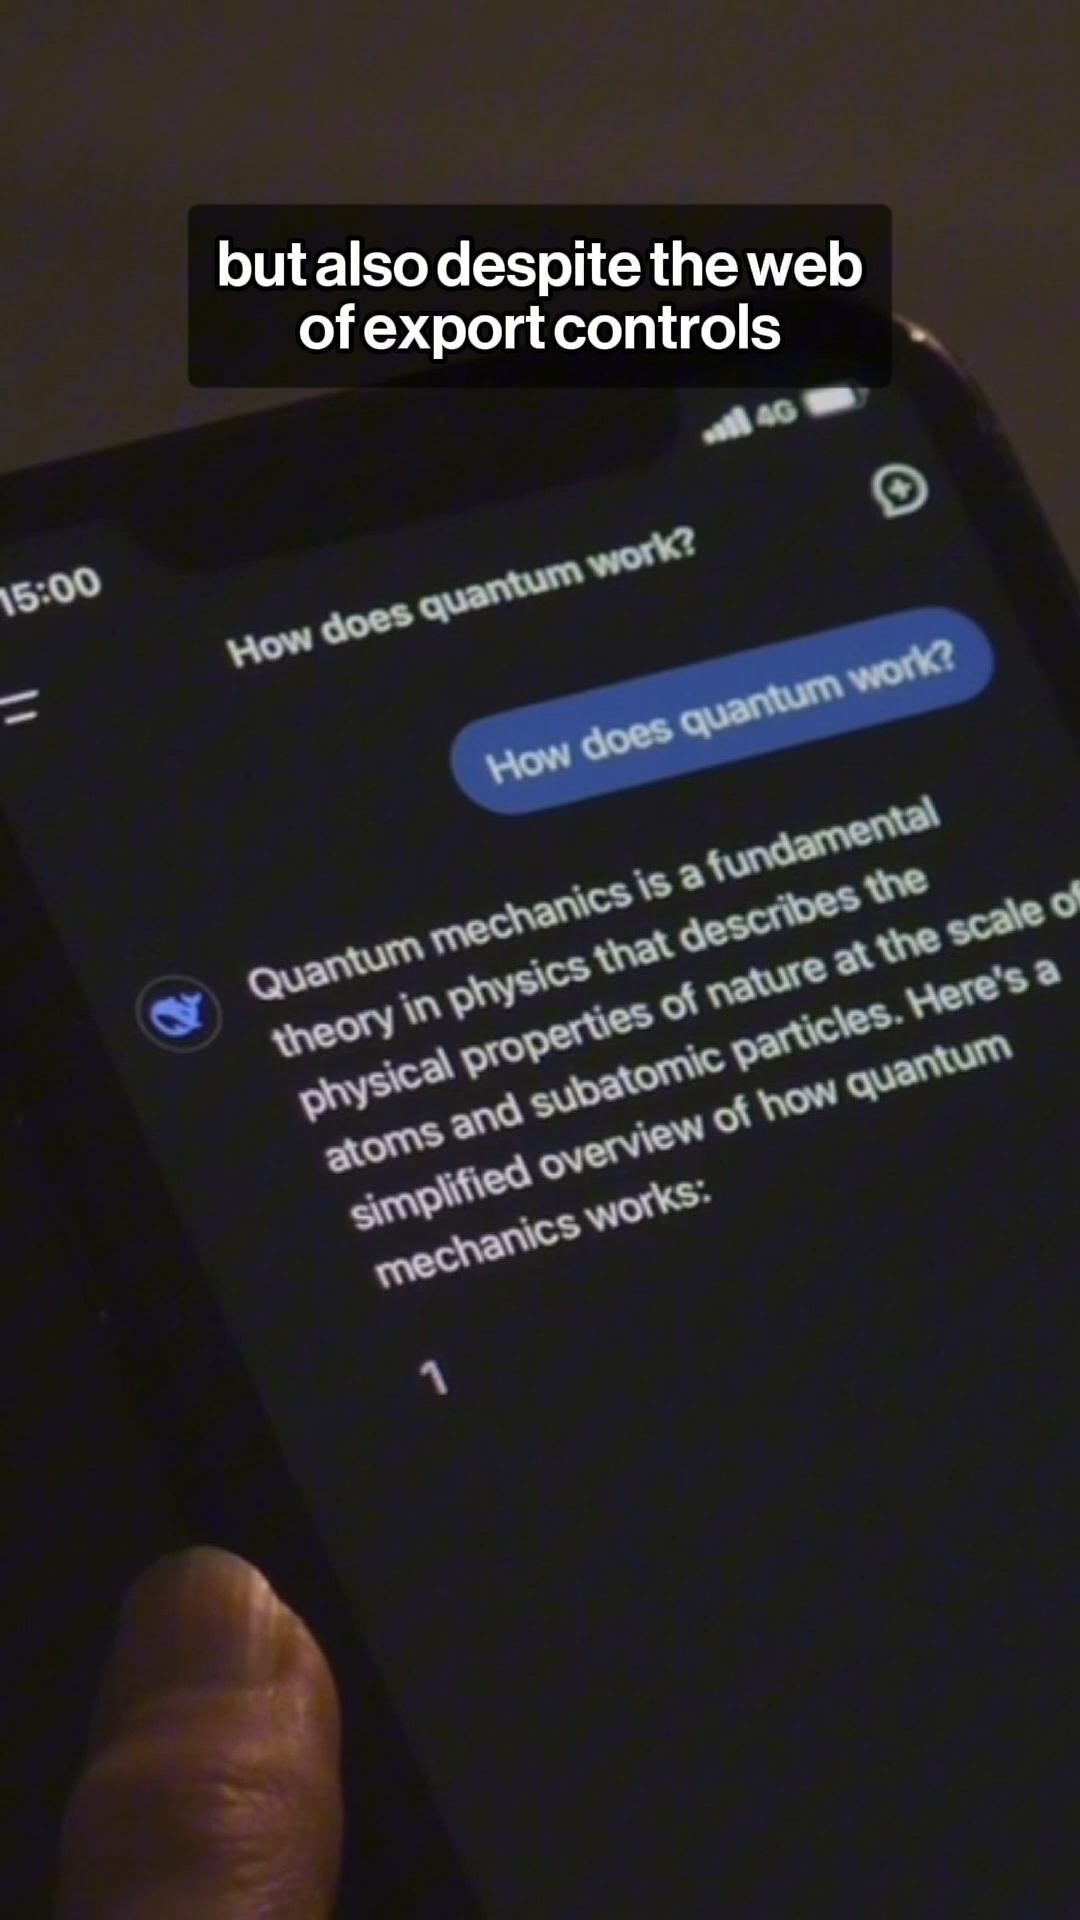 but also despite the web
of export controls
4G
15:00
How does quantum work?
How does quantum work?
Quantum mechanics is a fundamental
theory in physics that describes the
physical properties of nature at the scale of
atoms and subatomic particles. Here's a
simplified overview of how quantum
mechanics works:
1